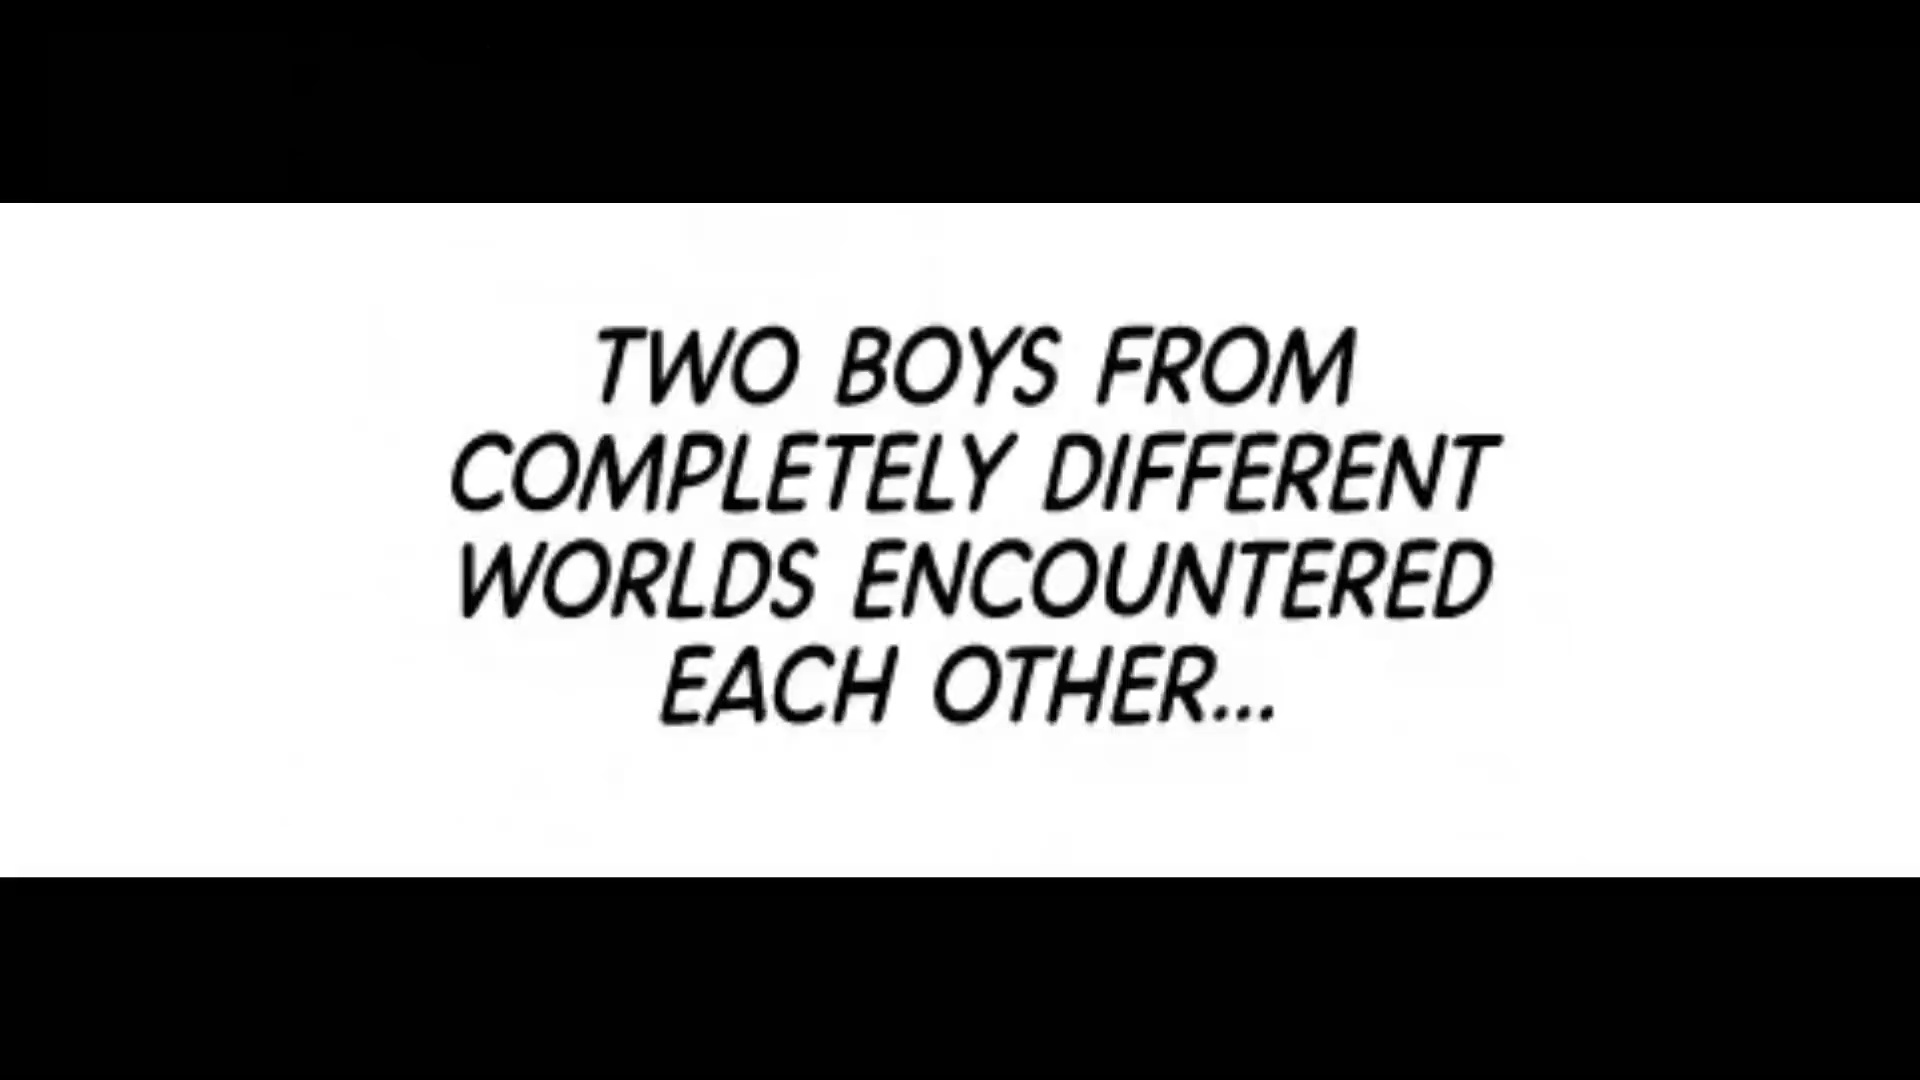 TWO BOYS FROM
COMPLETELY DIFFERENT
WORLDS ENCOUNTERED
EACH OTHER...